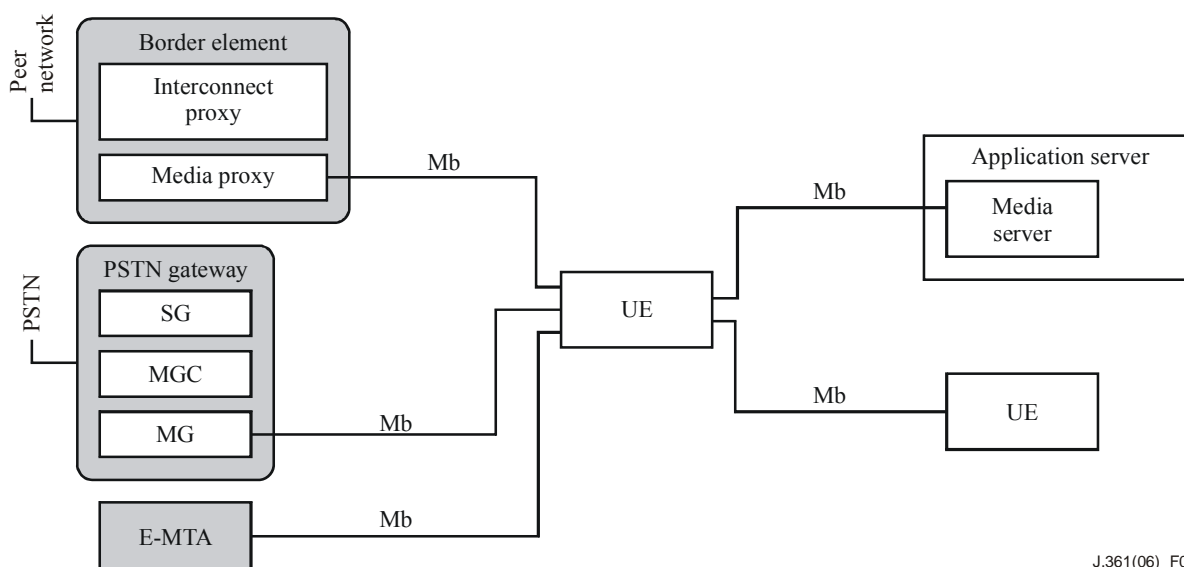 Peer
network
Border element
Interconnect
proxy
Media proxy
Mb
PSTN
PSTN gateway
SG
MGC
MG
Mb
E-MTA
Mb
UE
Mb
Application server
Media
server
Mb
UE
J.361(06)_F0